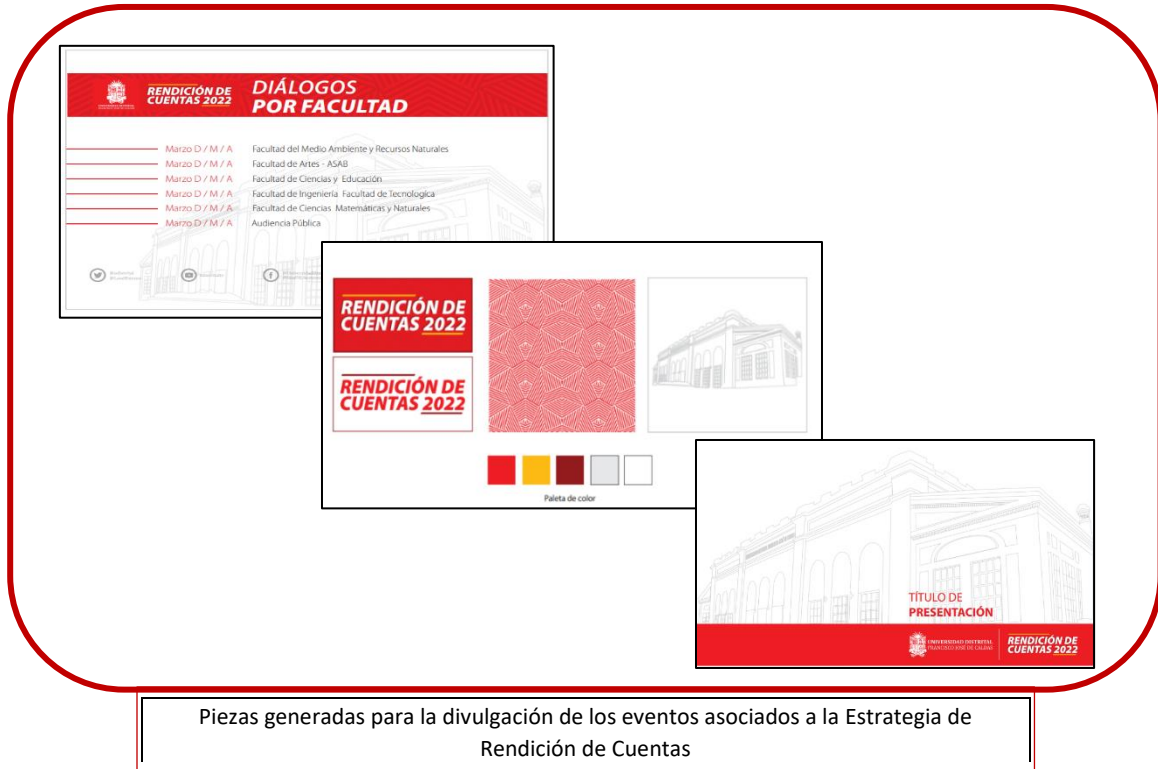 RENDICIÓN DE
CUENTAS 2022
DIÁLOGOS
POR FACULTAD
Marzo D / M / A Facultad del Medio Ambiente y Recursos Naturales
Marzo D / M / A Facultad de Artes - ASAB
Marzo D / M / A Facultad de Ciencias y Educación
Marzo D / M / A Facultad de Ingeniería Facultad de Tecnologica
Marzo D / M / A Facultad de Ciencias Matemáticas y Naturales
Marzo D / M / A Audiencia Pública
RENDICIÓN DE
CUENTAS 2022
RENDICIÓN DE
CUENTAS 2022
Paleta de color
TÍTULO DE
PRESENTACIÓN
UNIVERSIDAD DISTRITAL
FRANCISCO JOSÉ DE CALDAS
RENDICIÓN DE
CUENTAS 2022
Piezas generadas para la divulgación de los eventos asociados a la Estrategia de
Rendición de Cuentas